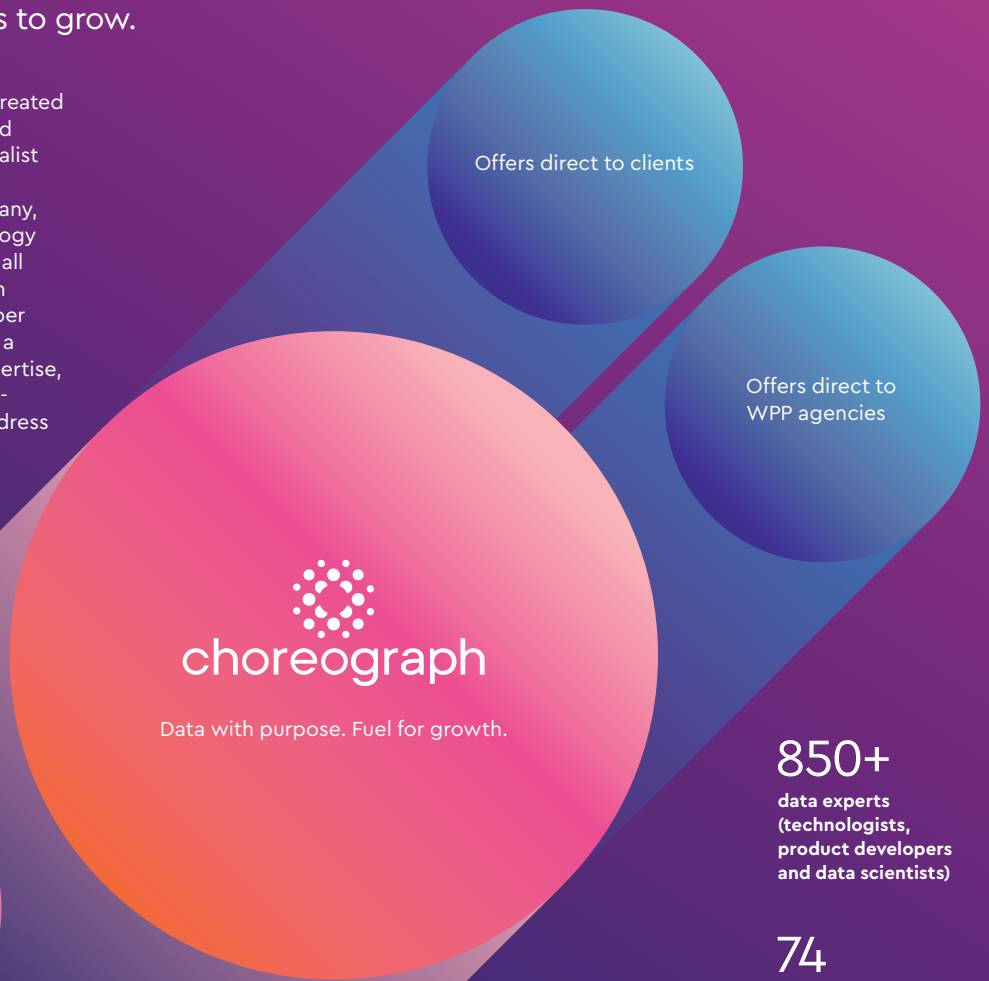 s to grow.
reated
d
alist
any,
ogy
all
n
per
a
ertise,
-
dress
Offers direct to clients
Offers direct to
WPP agencies
choreograph
Data with purpose. Fuel for growth.
850+
data experts
(technologists,
product developers
and data scientists)
74